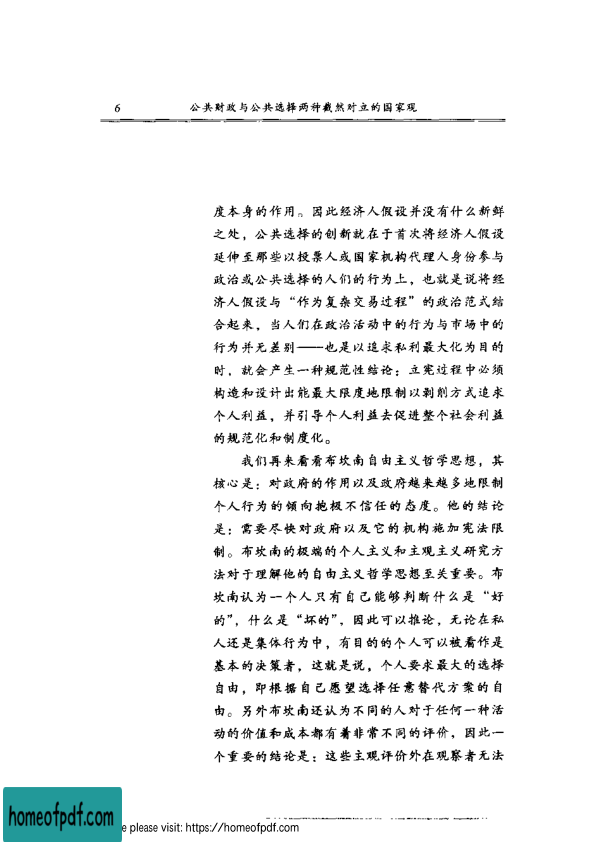 6
公共财政与公共选择两种截然对立的国家观
度本身的作用。因此经济人假设并没有什么新鲜
之处，公共选择的创新就在于首次将经济人假设
延伸至那些以投票人或国家机构代理人身份参与
政治或公共选择的人们的行为上，也就是说将经
济人假设与“作为复杂交易过程”的政治范式结
合起来，当人们在政治活动中的行为与市场中的
行为并无差别——也是以追求私利最大化为目的
时，就会产生一种规范性结论：立宪过程中必须
构造和设计出能最大限度地限制以剥削方式追求
个人利益，并引导个人利益去促进整个社会利益
的规范化和制度化。
我们再来看看布坎南自由主义哲学思想，其
核心是：对政府的作用以及政府越来越多地限制
个人行为的倾向抱极不信任的态度。他的结论
是：需要尽快对政府以及它的机构施加宪法限
制。布坎南的极端的个人主义和主观主义研究方
法对于理解他的自由主义哲学思想至关重要。布
坎南认为一个人只有自己能够判断什么是“好
的”，什么是“坏的”，因此可以推论，无论在私
人还是集体行为中，有目的的个人可以被看作是
基本的决策者，这就是说，个人要求最大的选择
自由，即根据自己愿望选择任意替代方案的自
由。另外布坎南还认为不同的人对于任何一种活
动的价值和成本都有着非常不同的评价，因此一
个重要的结论是：这些主观评价外在观察者无法
homeofpdf.com
e please visit: https://homeofpdf.com